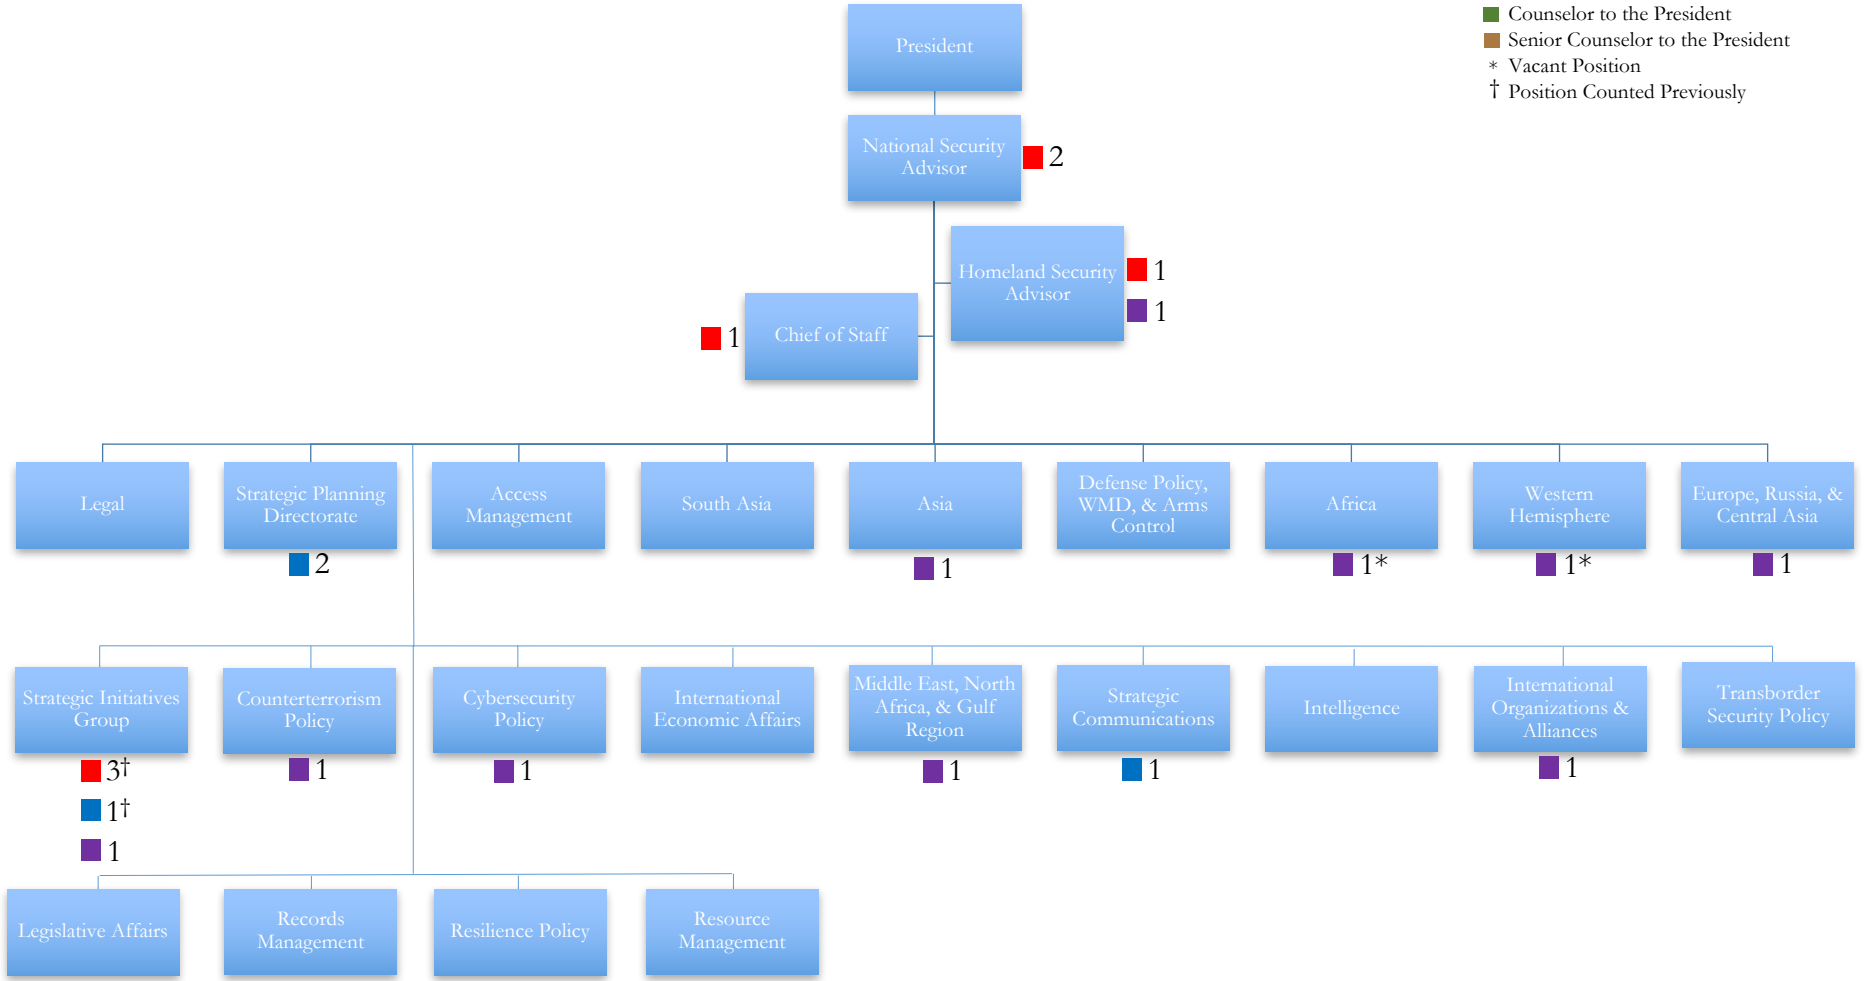 Counselor to the President
Senior Counselor to the President
* Vacant Position
† Position Counted Previously
President
National Security
Advisor
2
Homeland Security
Advisor
1
1
Chief of Staff
1
Legal
Strategic Planning
Directorate
2
Access
Management
South Asia
Asia
1
Defense Policy,
WMD, & Arms
Control
Africa
1*
Western
Hemisphere
1*
Europe, Russia, &
Central Asia
1
Strategic Initiatives
Group
3†
1†
1
Counterterrorism
Policy
1
Cybersecurity
Policy
1
International
Economic Affairs
Middle East, North
Africa, & Gulf
Region
1
Strategic
Communications
1
Intelligence
International
Organizations &
Alliances
1
Transborder
Security Policy
Legislative Affairs
Records
Management
Resilience Policy
Resource
Management